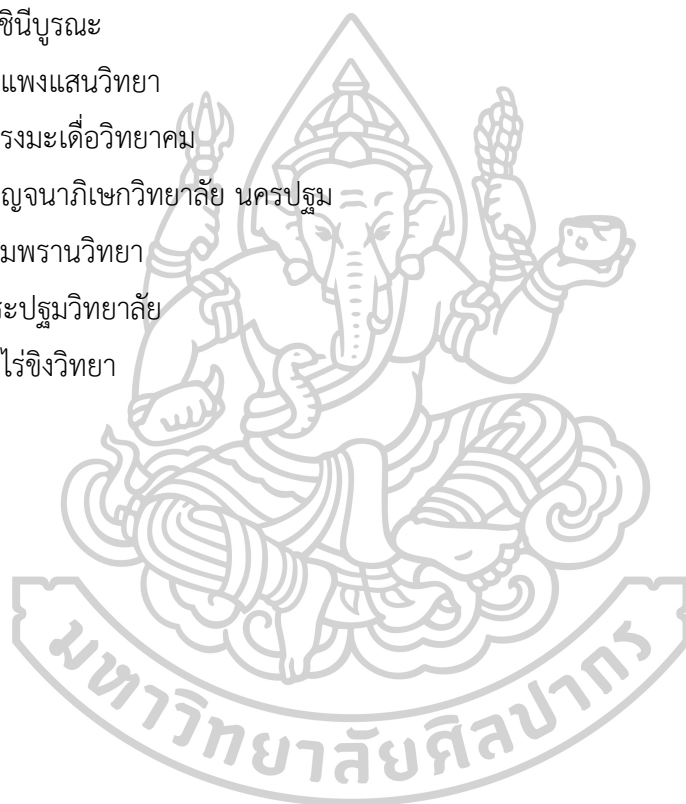 ชินีบูรณะ
แพงแสนวิทยา
รงมะเดื่อวิทยาคม
ญจนาภิเษกวิทยาลัย นครปฐม
มพรานวิทยา
ระปฐมวิทยาลัย
ไร่ขิงวิทยา
มหาวิทยาลัยศิลปากร